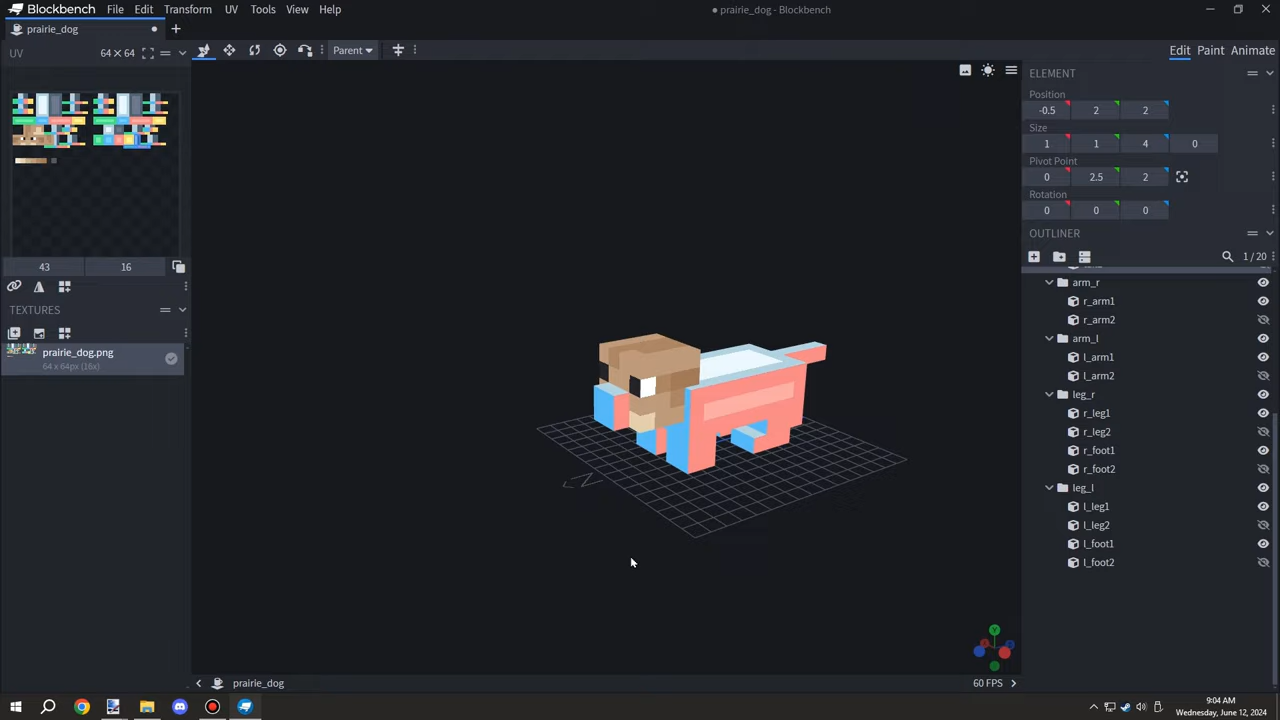 Blockbench File Edit Transform UV Tools View Help
• prairie_dog - Blockbench
prairie_dog
UV 64 × 64
Parent
Edit Paint Animate
ELEMENT
Position
-0.5 2 2
Size
1 1 4 0
Pivot Point
0 2.5 2
Rotation
0 0 0
OUTLINER
1 / 20
43 16
TEXTURES
prairie_dog.png
64 x 64px (16x)
arm_r
r_arm1
r_arm2
arm_l
l_arm1
l_arm2
leg_r
r_leg1
r_leg2
r_foot1
r_foot2
leg_l
l_leg1
l_leg2
l_foot1
l_foot2
prairie_dog
60 FPS
9:04 AM
Wednesday, June 12, 2024